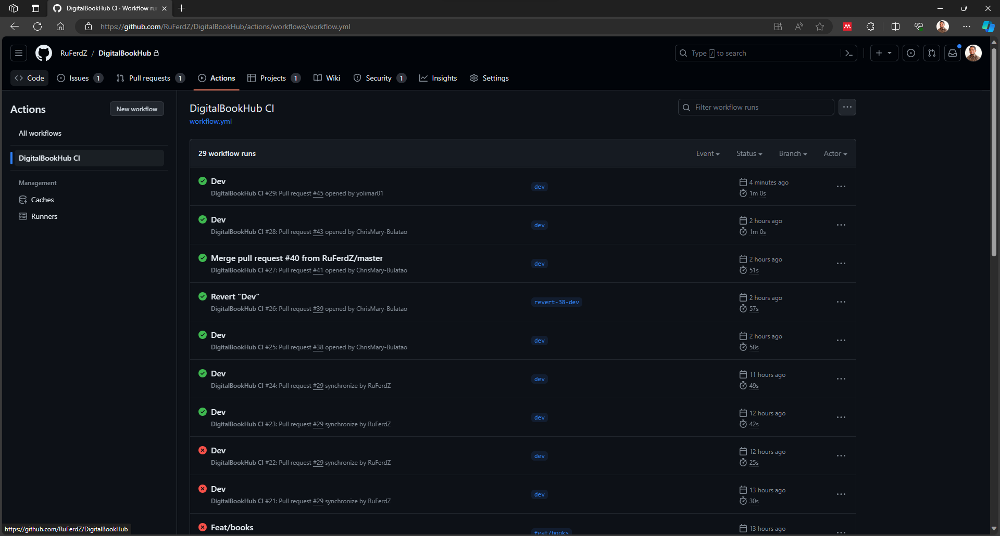 DigitalBookHub CI · Workflow ru
https://github.com/RuFerdZ/DigitalBookHub/actions/workflows/workflow.yml
RuFerdZ / DigitalBookHub
Type / to search
Code
Issues 1
Pull requests 1
Actions
Projects 1
Wiki
Security 1
Insights
Settings
Actions
New workflow
All workflows
DigitalBookHub CI
Management
Caches
Runners
DigitalBookHub CI
workflow.yml
Filter workflow runs
29 workflow runs
Event
Status
Branch
Actor
Dev
DigitalBookHub CI #29: Pull request #45 opened by yolimar01
dev
4 minutes ago
1m 0s
Dev
DigitalBookHub CI #28: Pull request #43 opened by ChrisMary-Bulatao
dev
2 hours ago
1m 0s
Merge pull request #40 from RuFerdZ/master
DigitalBookHub CI #27: Pull request #41 opened by ChrisMary-Bulatao
dev
2 hours ago
51s
Revert "Dev"
DigitalBookHub CI #26: Pull request #39 opened by ChrisMary-Bulatao
revert-38-dev
2 hours ago
57s
Dev
DigitalBookHub CI #25: Pull request #38 opened by ChrisMary-Bulatao
dev
2 hours ago
58s
Dev
DigitalBookHub CI #24: Pull request #29 synchronize by RuFerdZ
dev
11 hours ago
49s
Dev
DigitalBookHub CI #23: Pull request #29 synchronize by RuFerdZ
dev
12 hours ago
42s
Dev
DigitalBookHub CI #22: Pull request #29 synchronize by RuFerdZ
dev
12 hours ago
25s
Dev
DigitalBookHub CI #21: Pull request #29 synchronize by RuFerdZ
dev
13 hours ago
30s
Feat/books
feat/books
13 hours ago
https://github.com/RuFerdZ/DigitalBookHub